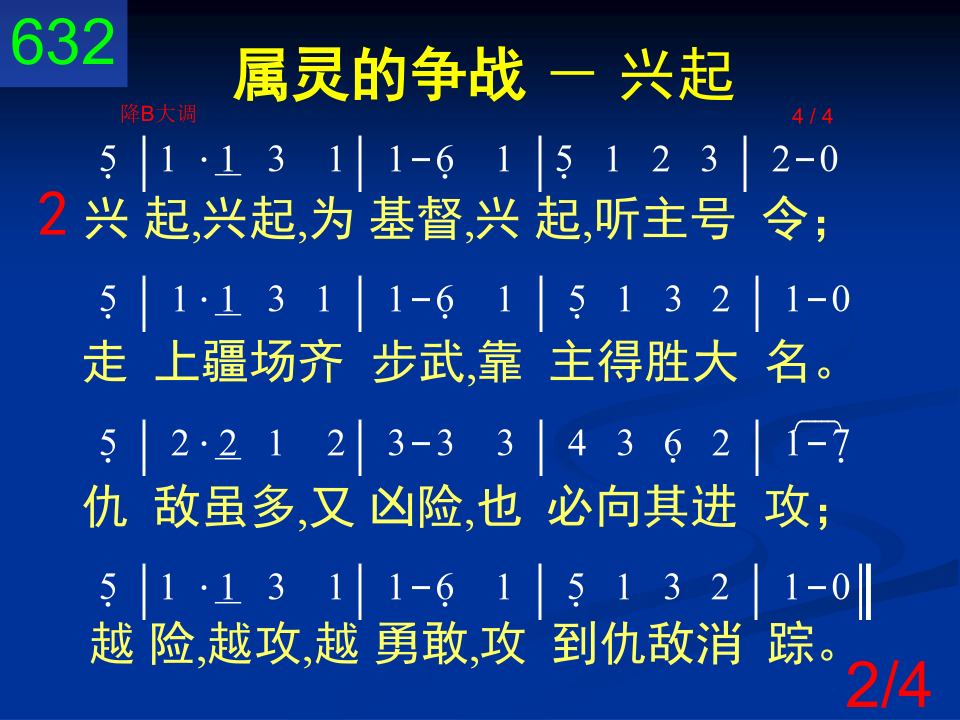 632
属灵的争战 － 兴起
降B大调 4 / 4
5̣ | 1 · 1̲ 3 1 | 1 - 6̣ 1 | 5̣ 1 2 3 | 2 - 0
2 兴 起,兴起,为 基督,兴 起,听主号 令；
5̣ | 1 · 1̲ 3 1 | 1 - 6̣ 1 | 5̣ 1 3 2 | 1 - 0
走 上疆场齐 步武,靠 主得胜大 名。
5̣ | 2 · 2̲ 1 2 | 3 - 3 3 | 4 3 6̣ 2 | 1 - 7̣
仇 敌虽多,又 凶险,也 必向其进 攻；
5̣ | 1 · 1̲ 3 1 | 1 - 6̣ 1 | 5̣ 1 3 2 | 1 - 0 ‖
越 险,越攻,越 勇敢,攻 到仇敌消 踪。
2/4